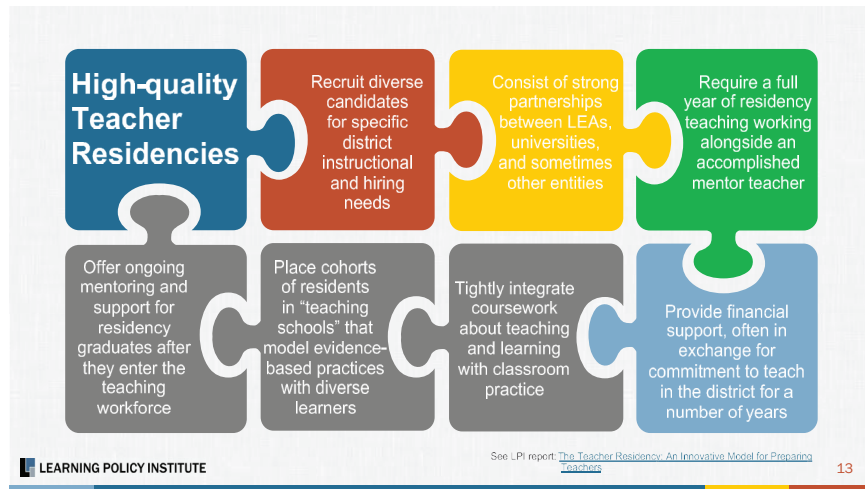 High-quality
Teacher
Residencies
Recruit diverse
candidates
for specific
district
instructional
and hiring
needs
Consist of strong
partnerships
between LEAs,
universities,
and sometimes
other entities
Require a full
year of residency
teaching working
alongside an
accomplished
mentor teacher
Offer ongoing
mentoring and
support for
residency
graduates after
they enter the
teaching
workforce
Place cohorts
of residents
in “teaching
schools” that
model evidence-
based practices
with diverse
learners
Tightly integrate
coursework
about teaching
and learning
with classroom
practice
Provide financial
support, often in
exchange for
commitment to teach
in the district for a
number of years
See LPI report: The Teacher Residency: An Innovative Model for Preparing
Teachers
LEARNING POLICY INSTITUTE
13